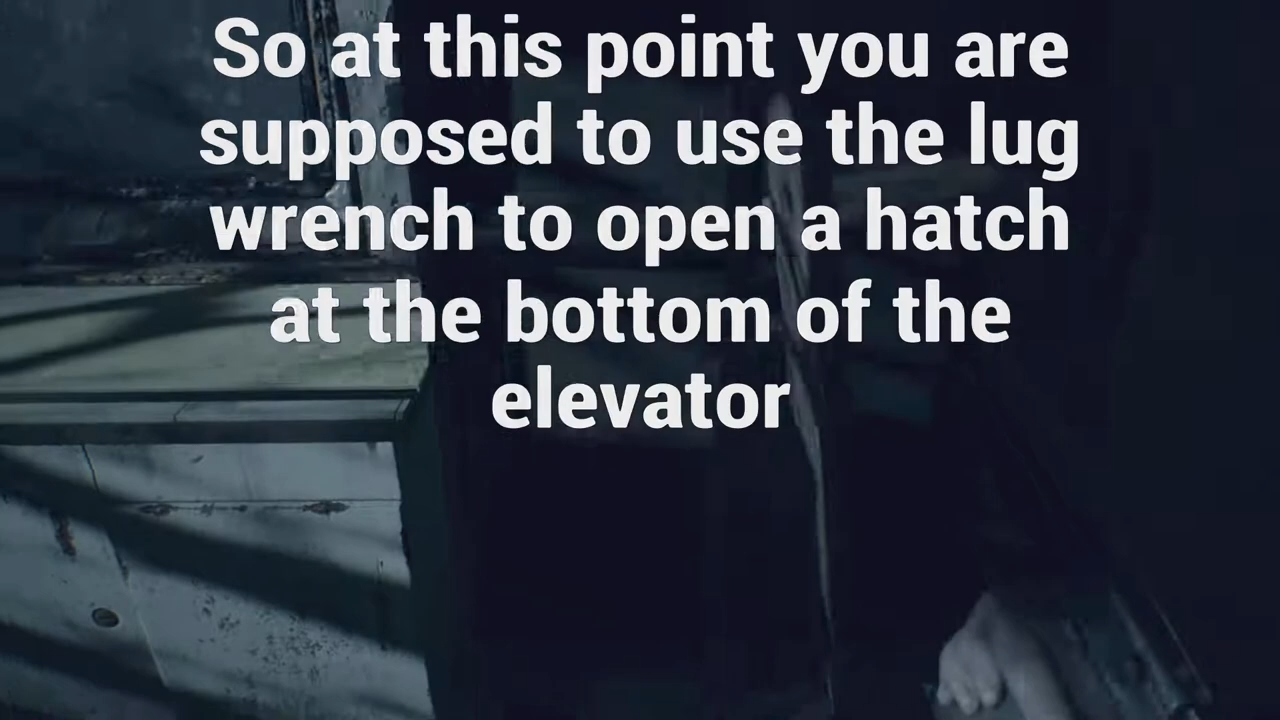 So at this point you are
supposed to use the lug
wrench to open a hatch
at the bottom of the
elevator